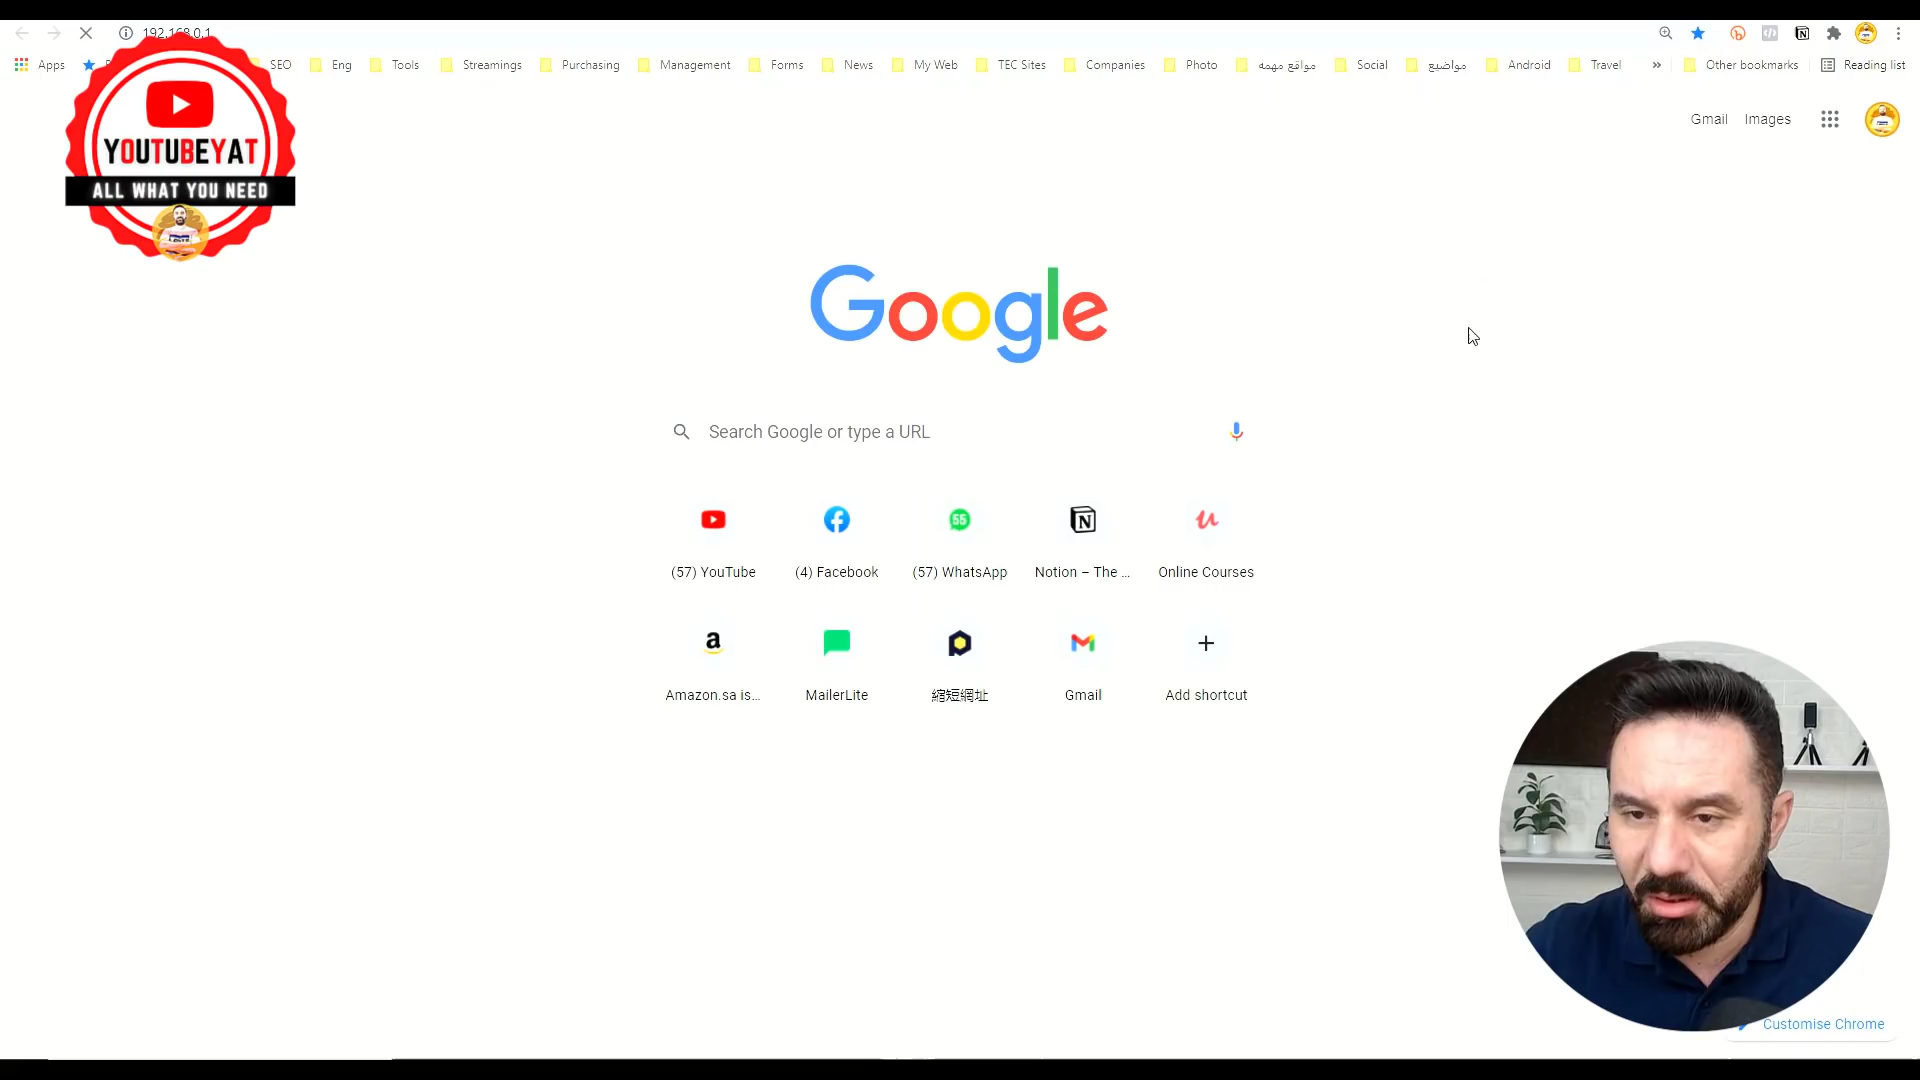 192.168.0.1
Apps SEO Eng Tools Streamings Purchasing Management Forms News My Web TEC Sites Companies Photo مواقع مهمه Social مواضيع Android Travel » Other bookmarks Reading list
Gmail Images
YOUTUBEYAT
ALL WHAT YOU NEED
Google
Search Google or type a URL
55
(57) YouTube (4) Facebook (57) WhatsApp Notion – The ... Online Courses
Amazon.sa is... MailerLite 縮短網址 Gmail Add shortcut
Customise Chrome